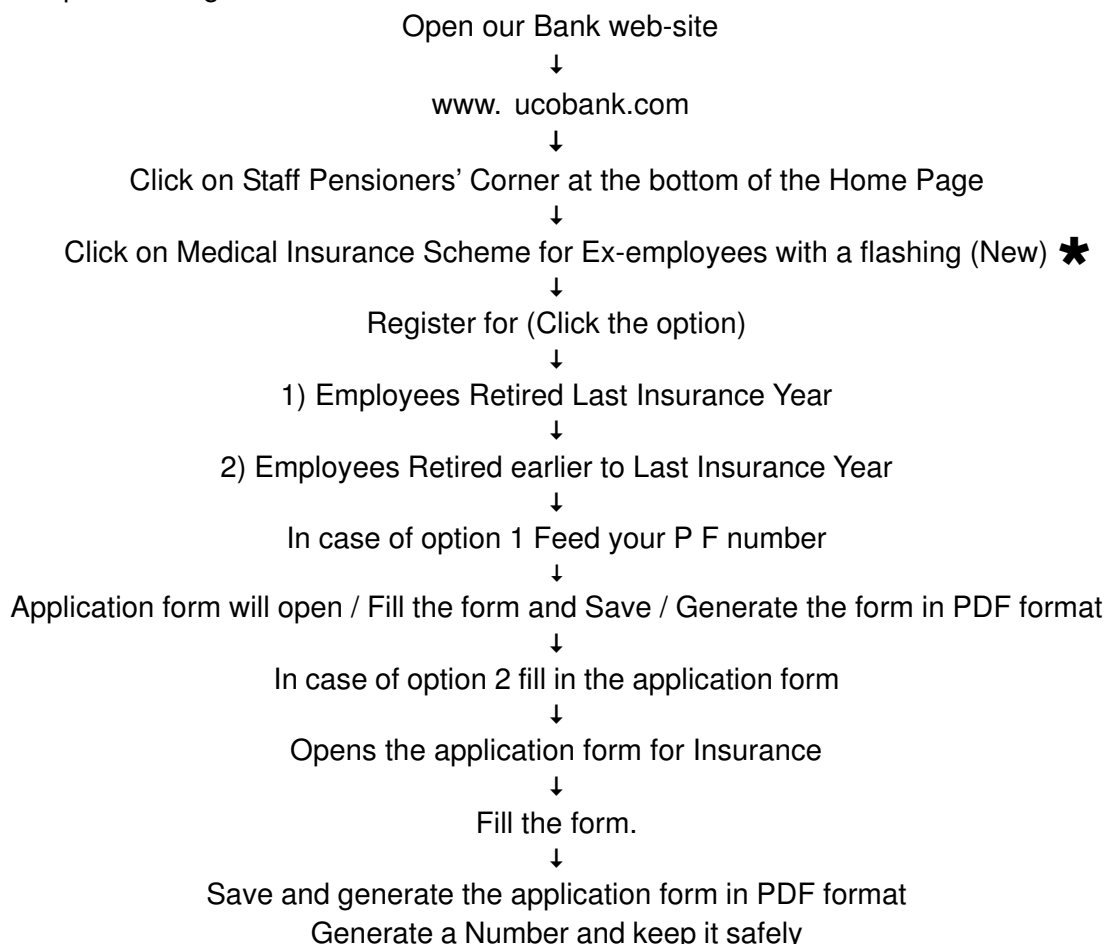 Open our Bank web-site
↓
www. ucobank.com
↓
Click on Staff Pensioners' Corner at the bottom of the Home Page
↓
Click on Medical Insurance Scheme for Ex-employees with a flashing (New) *
↓
Register for (Click the option)
↓
1) Employees Retired Last Insurance Year
↓
2) Employees Retired earlier to Last Insurance Year
↓
In case of option 1 Feed your P F number
↓
Application form will open / Fill the form and Save / Generate the form in PDF format
↓
In case of option 2 fill in the application form
↓
Opens the application form for Insurance
↓
Fill the form.
↓
Save and generate the application form in PDF format
Generate a Number and keep it safely